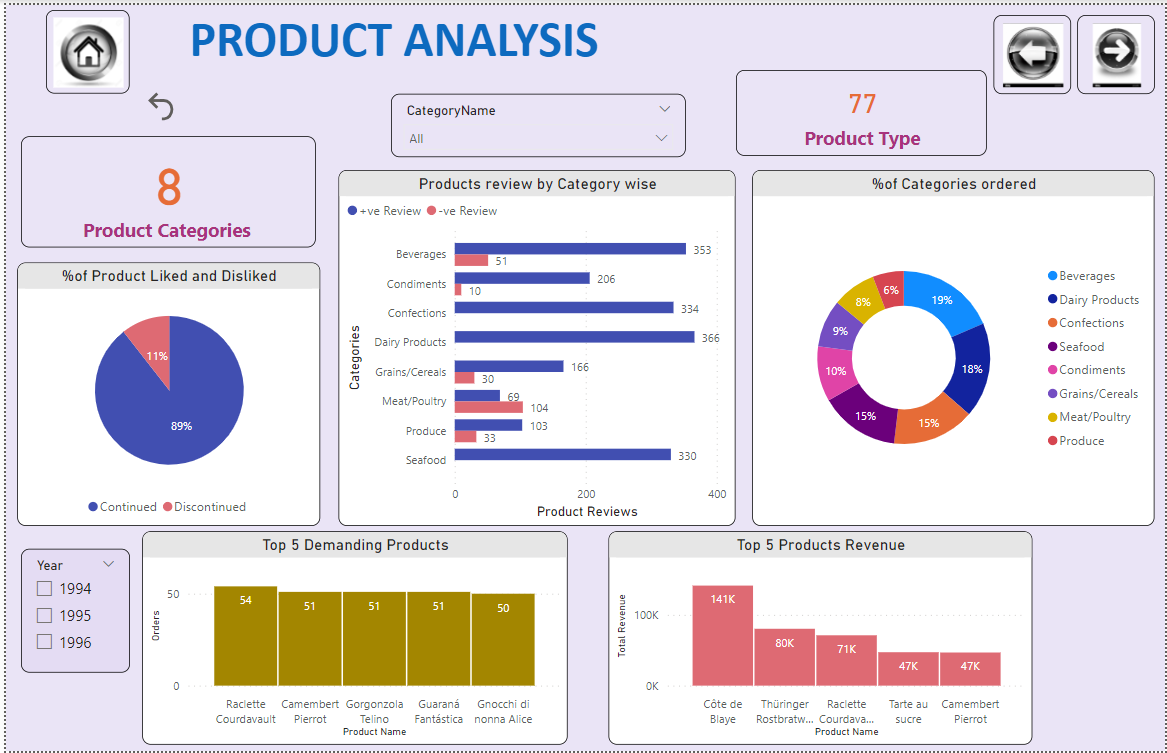 PRODUCT ANALYSIS
CategoryName
All
77
Product Type
8
Product Categories
%of Product Liked and Disliked
11%
89%
Continued
Discontinued
Products review by Category wise
+ve Review
-ve Review
Categories
Beverages
353
51
Condiments
206
10
Confections
334
Dairy Products
366
Grains/Cereals
166
30
Meat/Poultry
69
104
Produce
103
33
Seafood
330
0
200
400
Product Reviews
%of Categories ordered
19%
18%
15%
15%
10%
9%
8%
6%
Beverages
Dairy Products
Confections
Seafood
Condiments
Grains/Cereals
Meat/Poultry
Produce
Year
1994
1995
1996
Top 5 Demanding Products
Orders
50
0
54
51
51
51
50
Raclette
Courdavault
Camembert
Pierrot
Gorgonzola
Telino
Guaraná
Fantástica
Gnocchi di
nonna Alice
Product Name
Top 5 Products Revenue
Total Revenue
100K
0K
141K
80K
71K
47K
47K
Côte de
Blaye
Thüringer
Rostbratw...
Raclette
Courdava...
Tarte au
sucre
Camembert
Pierrot
Product Name